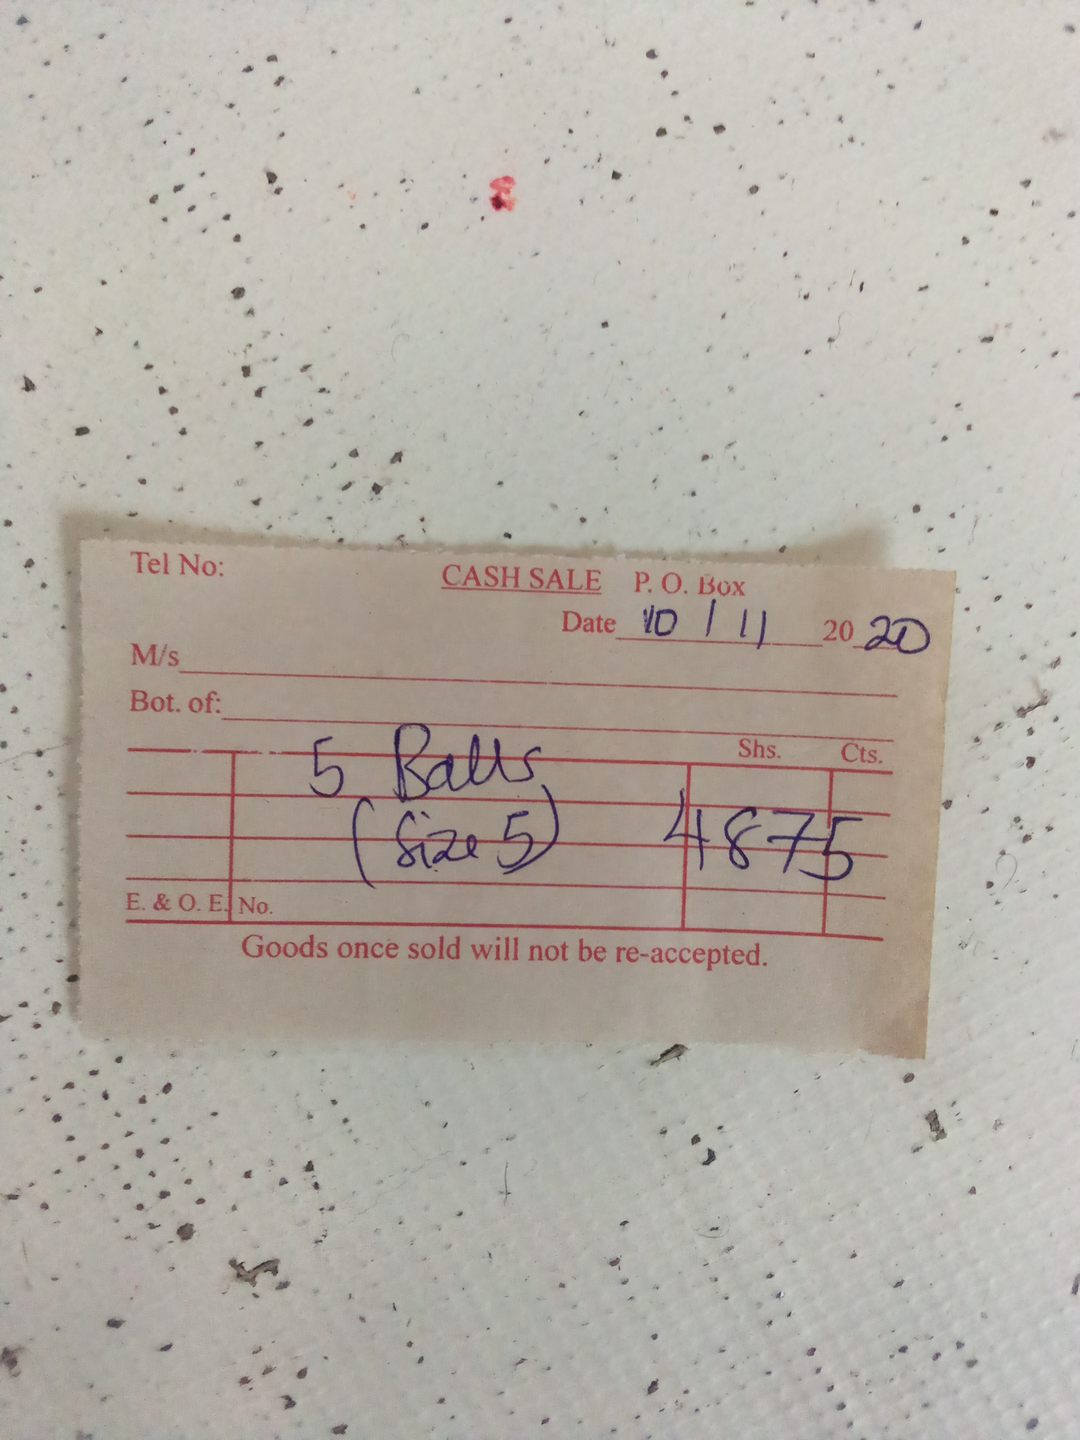 Tel No:
CASH SALE P. O. Box
Date 10 / 11 20 20
M/s
Bot. of:
Shs. Cts.
5 Balls
(Size 5) 4875
E. & O. E. No.
Goods once sold will not be re-accepted.